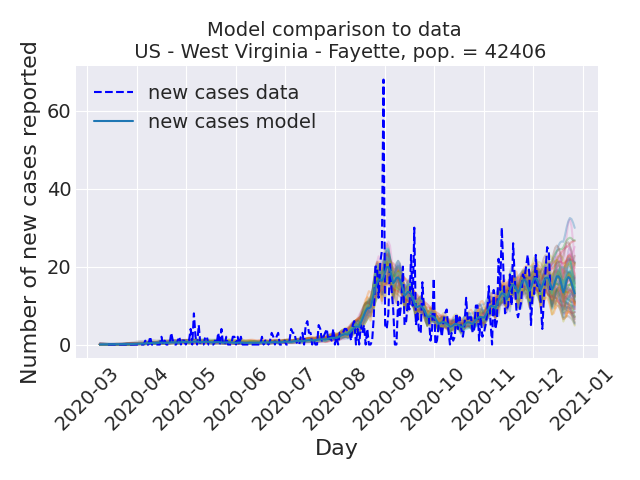 Model comparison to data
US - West Virginia - Fayette, pop. = 42406
Number of new cases reported
60
40
20
0
new cases data
new cases model
2020-03
2020-04
2020-05
2020-06
2020-07
2020-08
2020-09
2020-10
2020-11
2020-12
2021-01
Day